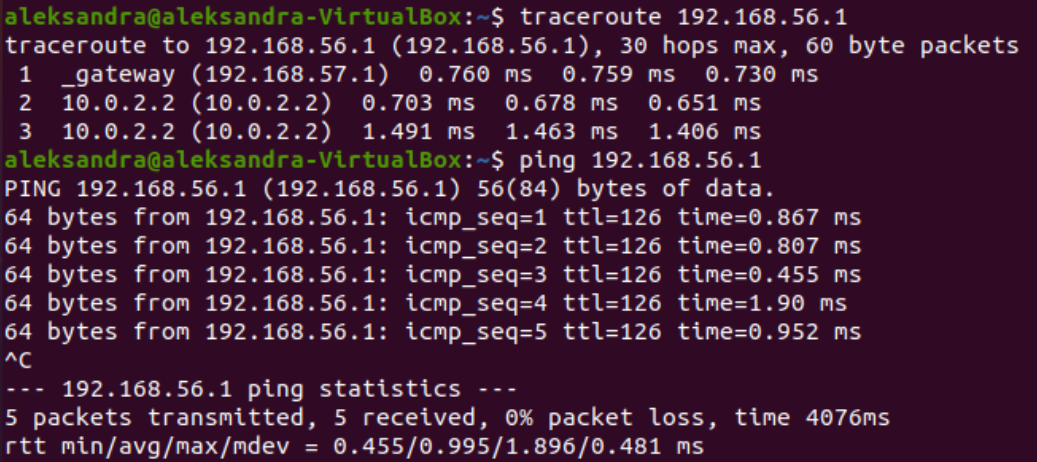 aleksandra@aleksandra-VirtualBox:~$ traceroute 192.168.56.1
traceroute to 192.168.56.1 (192.168.56.1), 30 hops max, 60 byte packets
 1  _gateway (192.168.57.1)  0.760 ms  0.759 ms  0.730 ms
 2  10.0.2.2 (10.0.2.2)  0.703 ms  0.678 ms  0.651 ms
 3  10.0.2.2 (10.0.2.2)  1.491 ms  1.463 ms  1.406 ms
aleksandra@aleksandra-VirtualBox:~$ ping 192.168.56.1
PING 192.168.56.1 (192.168.56.1) 56(84) bytes of data.
64 bytes from 192.168.56.1: icmp_seq=1 ttl=126 time=0.867 ms
64 bytes from 192.168.56.1: icmp_seq=2 ttl=126 time=0.807 ms
64 bytes from 192.168.56.1: icmp_seq=3 ttl=126 time=0.455 ms
64 bytes from 192.168.56.1: icmp_seq=4 ttl=126 time=1.90 ms
64 bytes from 192.168.56.1: icmp_seq=5 ttl=126 time=0.952 ms
^C
--- 192.168.56.1 ping statistics ---
5 packets transmitted, 5 received, 0% packet loss, time 4076ms
rtt min/avg/max/mdev = 0.455/0.995/1.896/0.481 ms